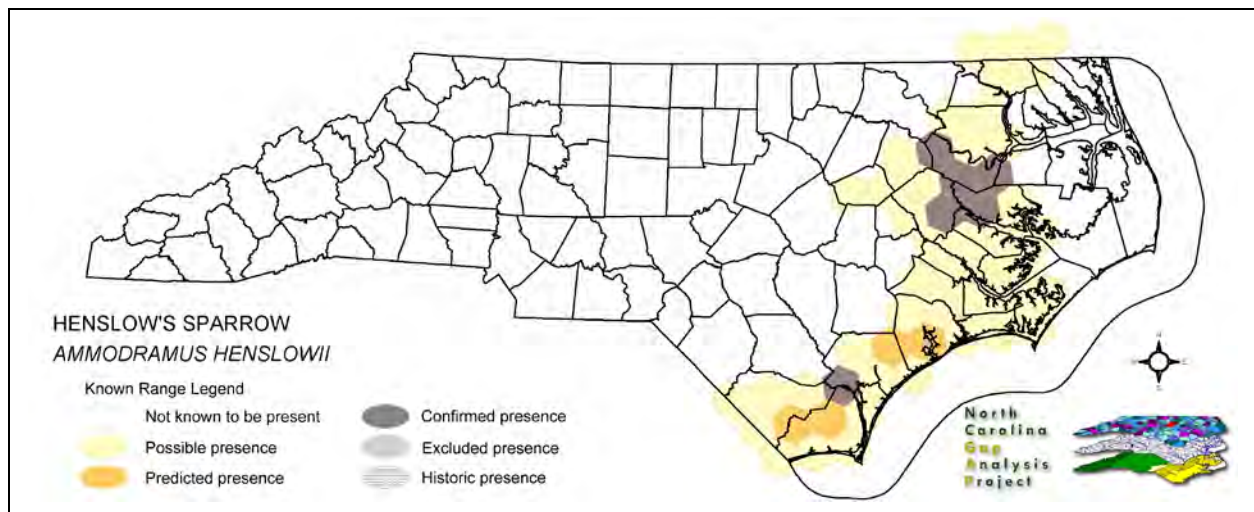 HENSLOW'S SPARROW
AMMODRAMUS HENSLOWII
Known Range Legend
Not known to be present
Possible presence
Predicted presence
Confirmed presence
Excluded presence
Historic presence
N
W E
S
North
Carolina
Gap
Analysis
Project